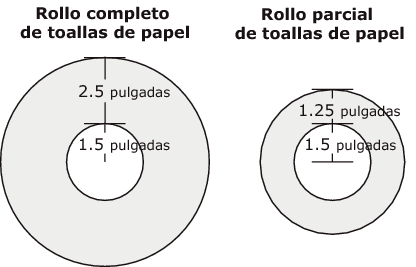 Rollo completo
de toallas de papel
2.5 pulgadas
1.5 pulgadas
Rollo parcial
de toallas de papel
1.25 pulgadas
1.5 pulgadas